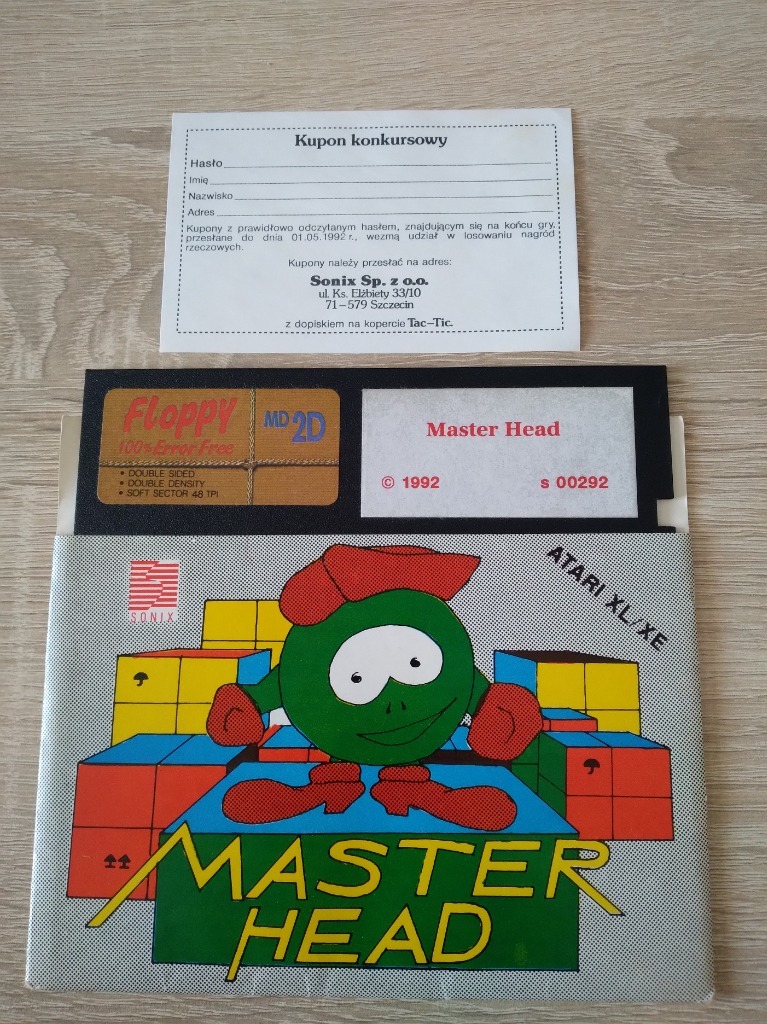 Kupon konkursowy
Hasło
Imię
Nazwisko
Adres
Kupony z prawidłowo odczytanym hasłem, znajdującym się na końcu gry,
przesłane do dnia 01.05.1992 r., wezmą udział w losowaniu nagród
rzeczowych.
Kupony należy przesłać na adres:
Sonix Sp. z o.o.
ul. Ks. Elżbiety 33/10
71–579 Szczecin
z dopiskiem na kopercie Tac–Tic.
Floppy
100% Error Free
MD 2D
• DOUBLE SIDED
• DOUBLE DENSITY
• SOFT SECTOR 48 TPI
Master Head
© 1992 s 00292
SONIX
ATARI XL/XE
MASTER
HEAD